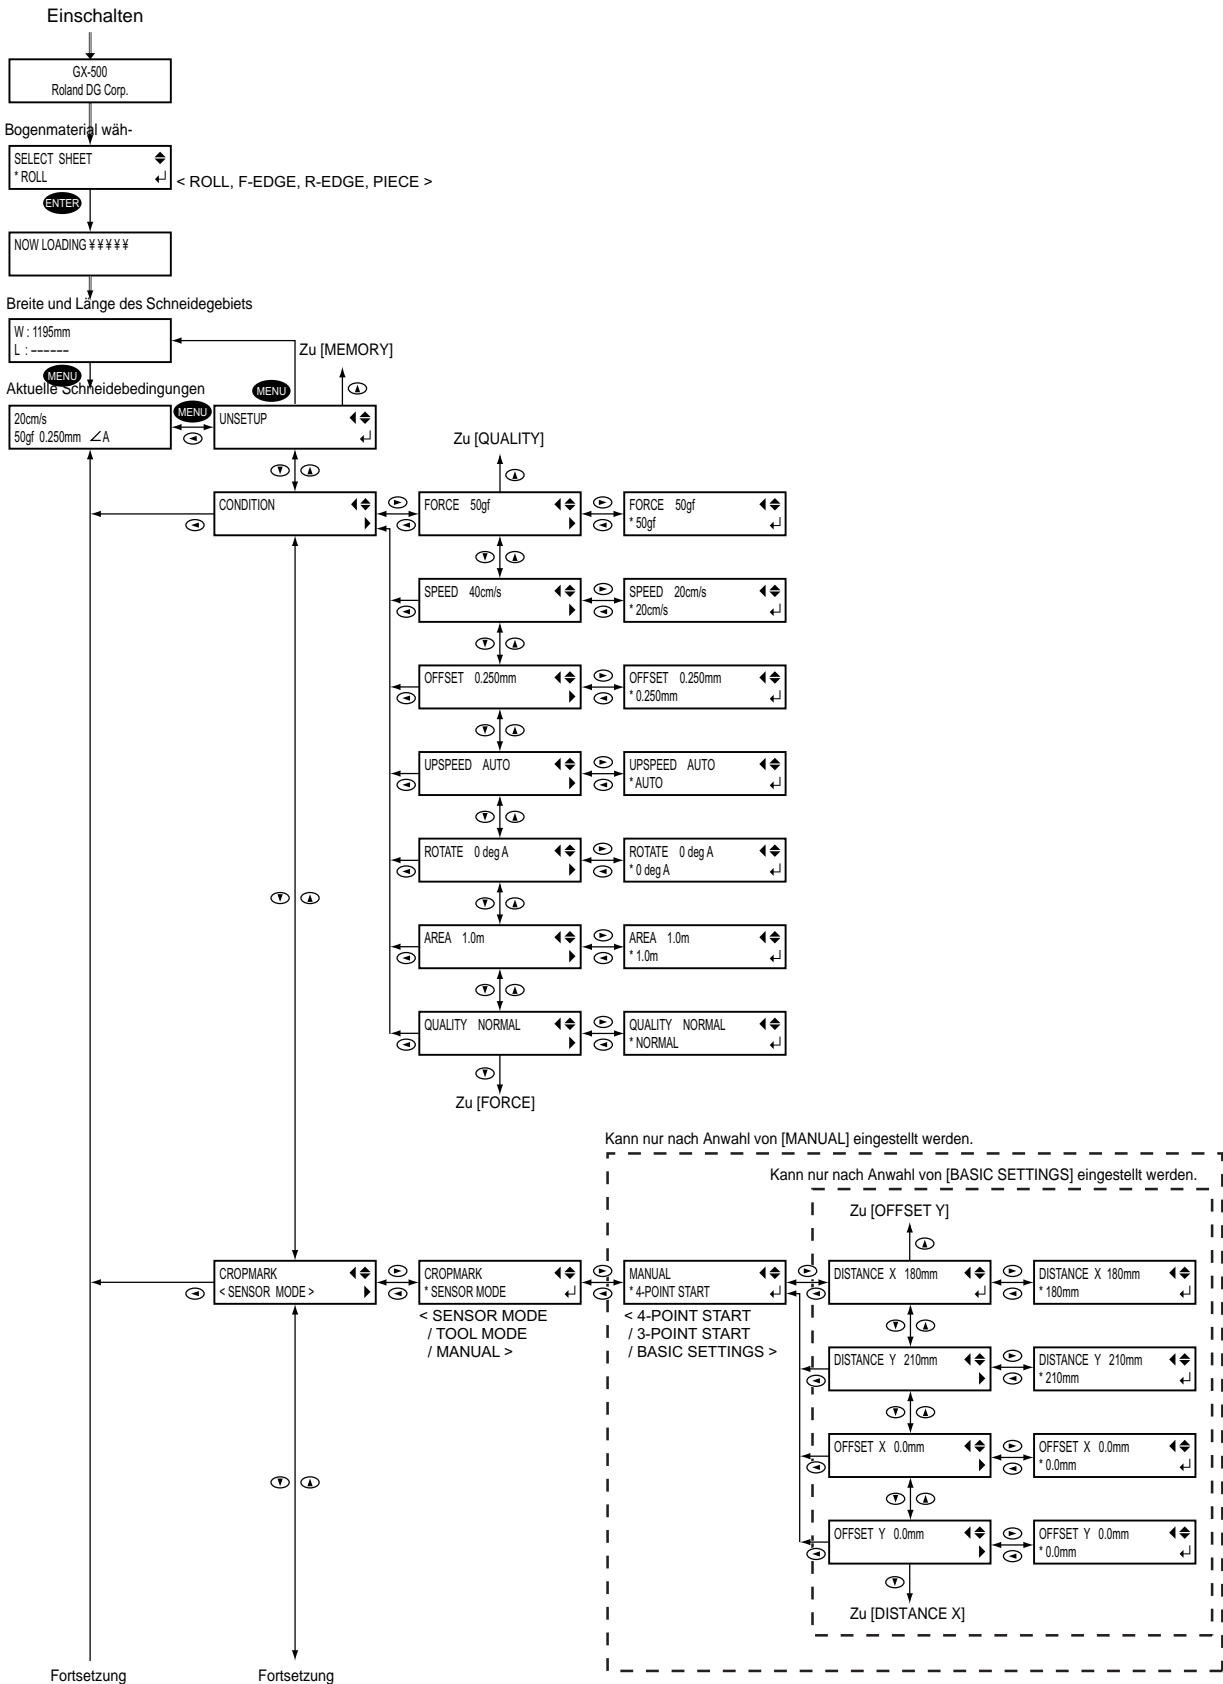 Einschalten
GX-500
Roland DG Corp.
Bogenmaterial wäh-
SELECT SHEET
* ROLL
< ROLL, F-EDGE, R-EDGE, PIECE >
ENTER
NOW LOADING ¥ ¥ ¥ ¥ ¥
Breite und Länge des Schneidegebiets
W : 1195mm
L : ------
MENU
Zu [MEMORY]
Aktuelle Schneidebedingungen
MENU
20cm/s
50gf 0.250mm ∠A
MENU
UNSETUP
Zu [QUALITY]
CONDITION
FORCE 50gf
FORCE 50gf
* 50gf
SPEED 40cm/s
SPEED 20cm/s
* 20cm/s
OFFSET 0.250mm
OFFSET 0.250mm
* 0.250mm
UPSPEED AUTO
UPSPEED AUTO
* AUTO
ROTATE 0 deg A
ROTATE 0 deg A
* 0 deg A
AREA 1.0m
AREA 1.0m
* 1.0m
QUALITY NORMAL
QUALITY NORMAL
* NORMAL
Zu [FORCE]
Kann nur nach Anwahl von [MANUAL] eingestellt werden.
Kann nur nach Anwahl von [BASIC SETTINGS] eingestellt werden.
Zu [OFFSET Y]
CROPMARK
< SENSOR MODE >
CROPMARK
* SENSOR MODE
< SENSOR MODE
/ TOOL MODE
/ MANUAL >
MANUAL
* 4-POINT START
< 4-POINT START
/ 3-POINT START
/ BASIC SETTINGS >
DISTANCE X 180mm
DISTANCE X 180mm
* 180mm
DISTANCE Y 210mm
DISTANCE Y 210mm
* 210mm
OFFSET X 0.0mm
OFFSET X 0.0mm
* 0.0mm
OFFSET Y 0.0mm
OFFSET Y 0.0mm
* 0.0mm
Zu [DISTANCE X]
Fortsetzung
Fortsetzung